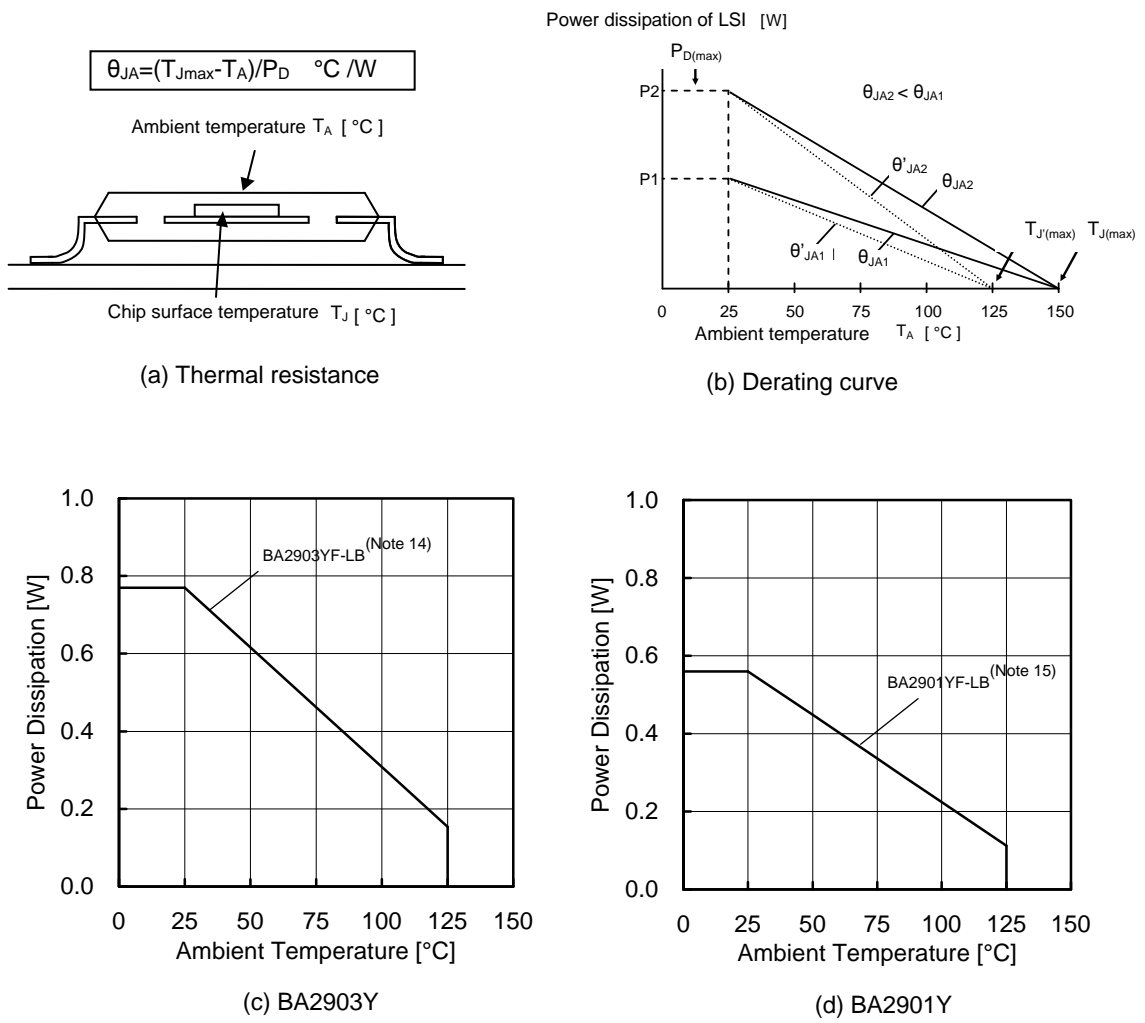 θJA=(TJmax-TA)/PD °C /W
Ambient temperature TA [ °C ]
Chip surface temperature TJ [ °C ]
(a) Thermal resistance
Power dissipation of LSI [W]
PD(max)
P2
θJA2 < θJA1
θ'JA2
θJA2
P1
TJ'(max) TJ(max)
θ'JA1 θJA1
0 25 50 75 100 125 150
Ambient temperature TA [ °C ]
(b) Derating curve
1.0
0.8
0.6
0.4
0.2
0.0
Power Dissipation [W]
BA2903YF-LB(Note 14)
0 25 50 75 100 125 150
Ambient Temperature [°C]
(c) BA2903Y
1.0
0.8
0.6
0.4
0.2
0.0
Power Dissipation [W]
BA2901YF-LB(Note 15)
0 25 50 75 100 125 150
Ambient Temperature [°C]
(d) BA2901Y